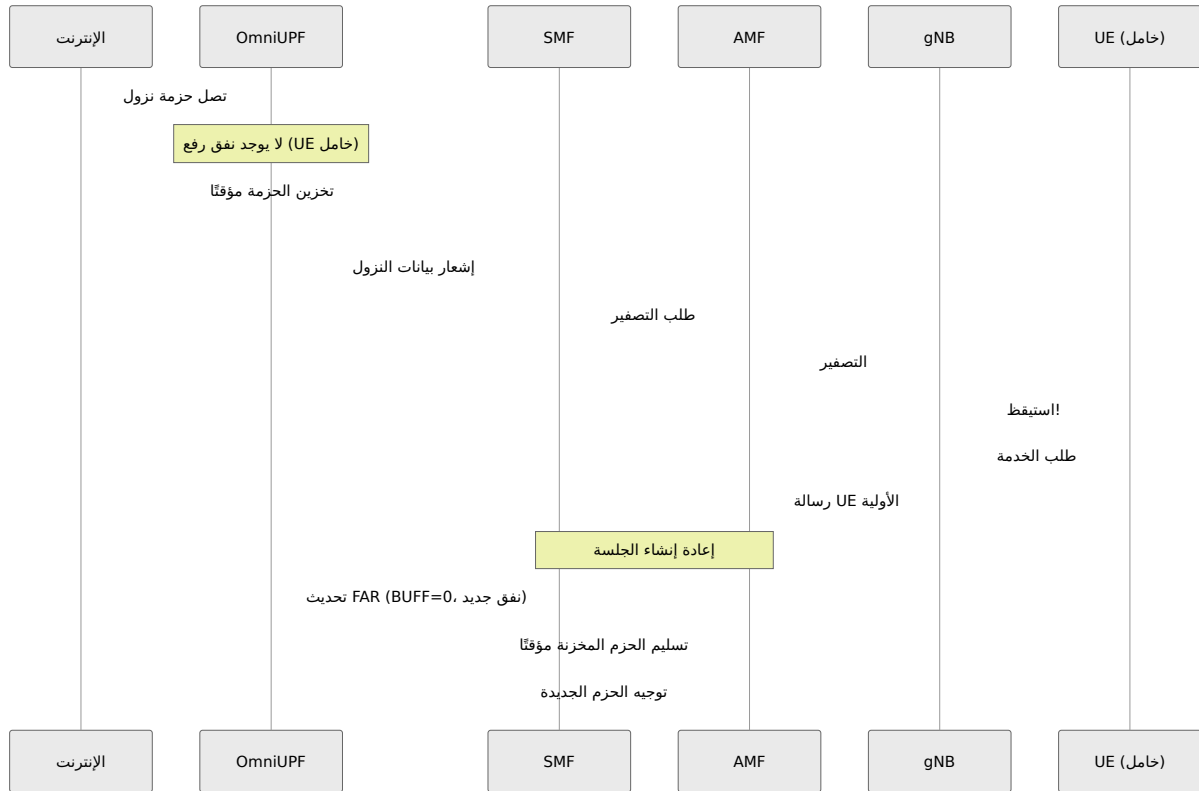 الإنترنت
OmniUPF
SMF
AMF
gNB
UE (خامل)
تصل حزمة نزول
لا يوجد نفق رفع (UE خامل)
تخزين الحزمة مؤقتًا
إشعار بيانات النزول
طلب التصفير
التصفير
استيقظ!
طلب الخدمة
رسالة UE الأولية
إعادة إنشاء الجلسة
تحديث FAR (BUFF=0، نفق جديد)
تسليم الحزم المخزنة مؤقتًا
توجيه الحزم الجديدة
الإنترنت
OmniUPF
SMF
AMF
gNB
UE (خامل)